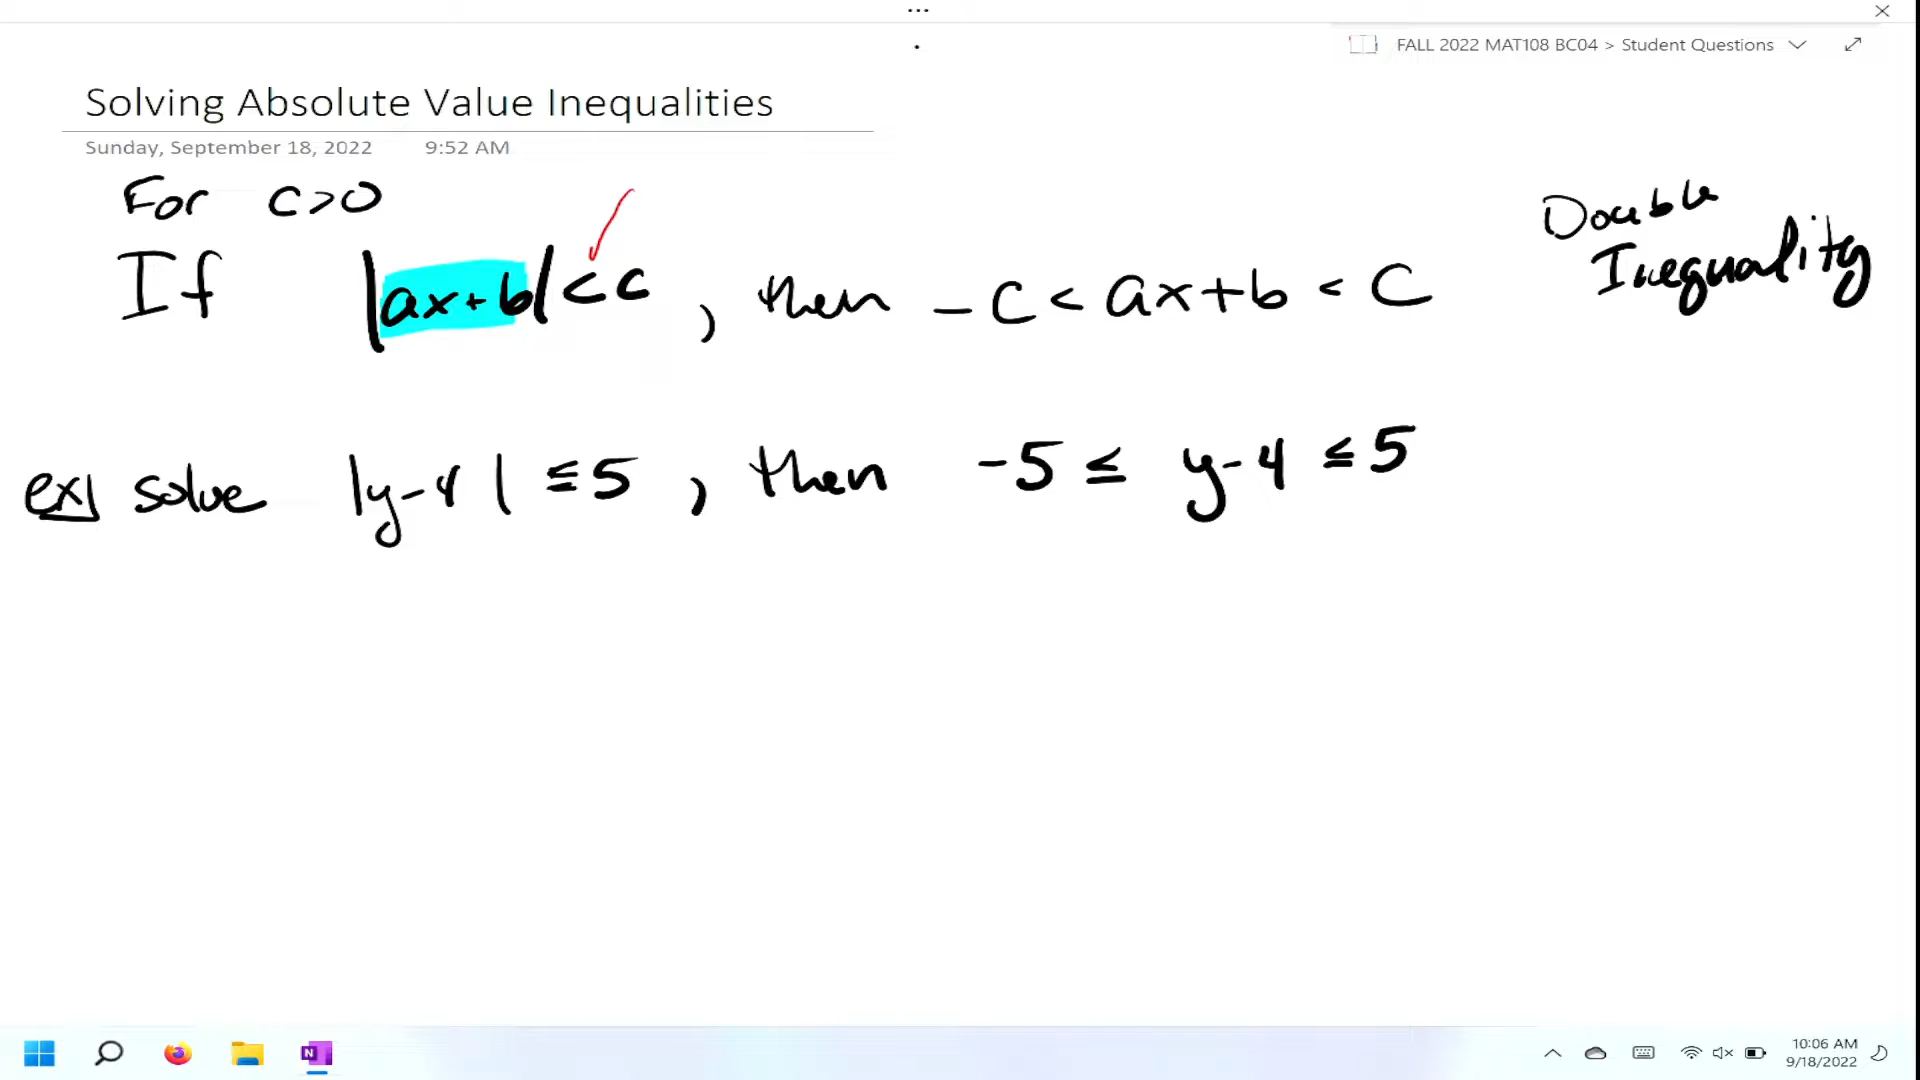 ...
FALL 2022 MAT108 BC04 > Student Questions
Solving Absolute Value Inequalities
Sunday, September 18, 2022 9:52 AM
For c>0
If |ax+b|<c, then -c<ax+b<c
Double
Inequality
ex| solve |y-4| ≤5, then -5≤ y-4≤5
10:06 AM
9/18/2022